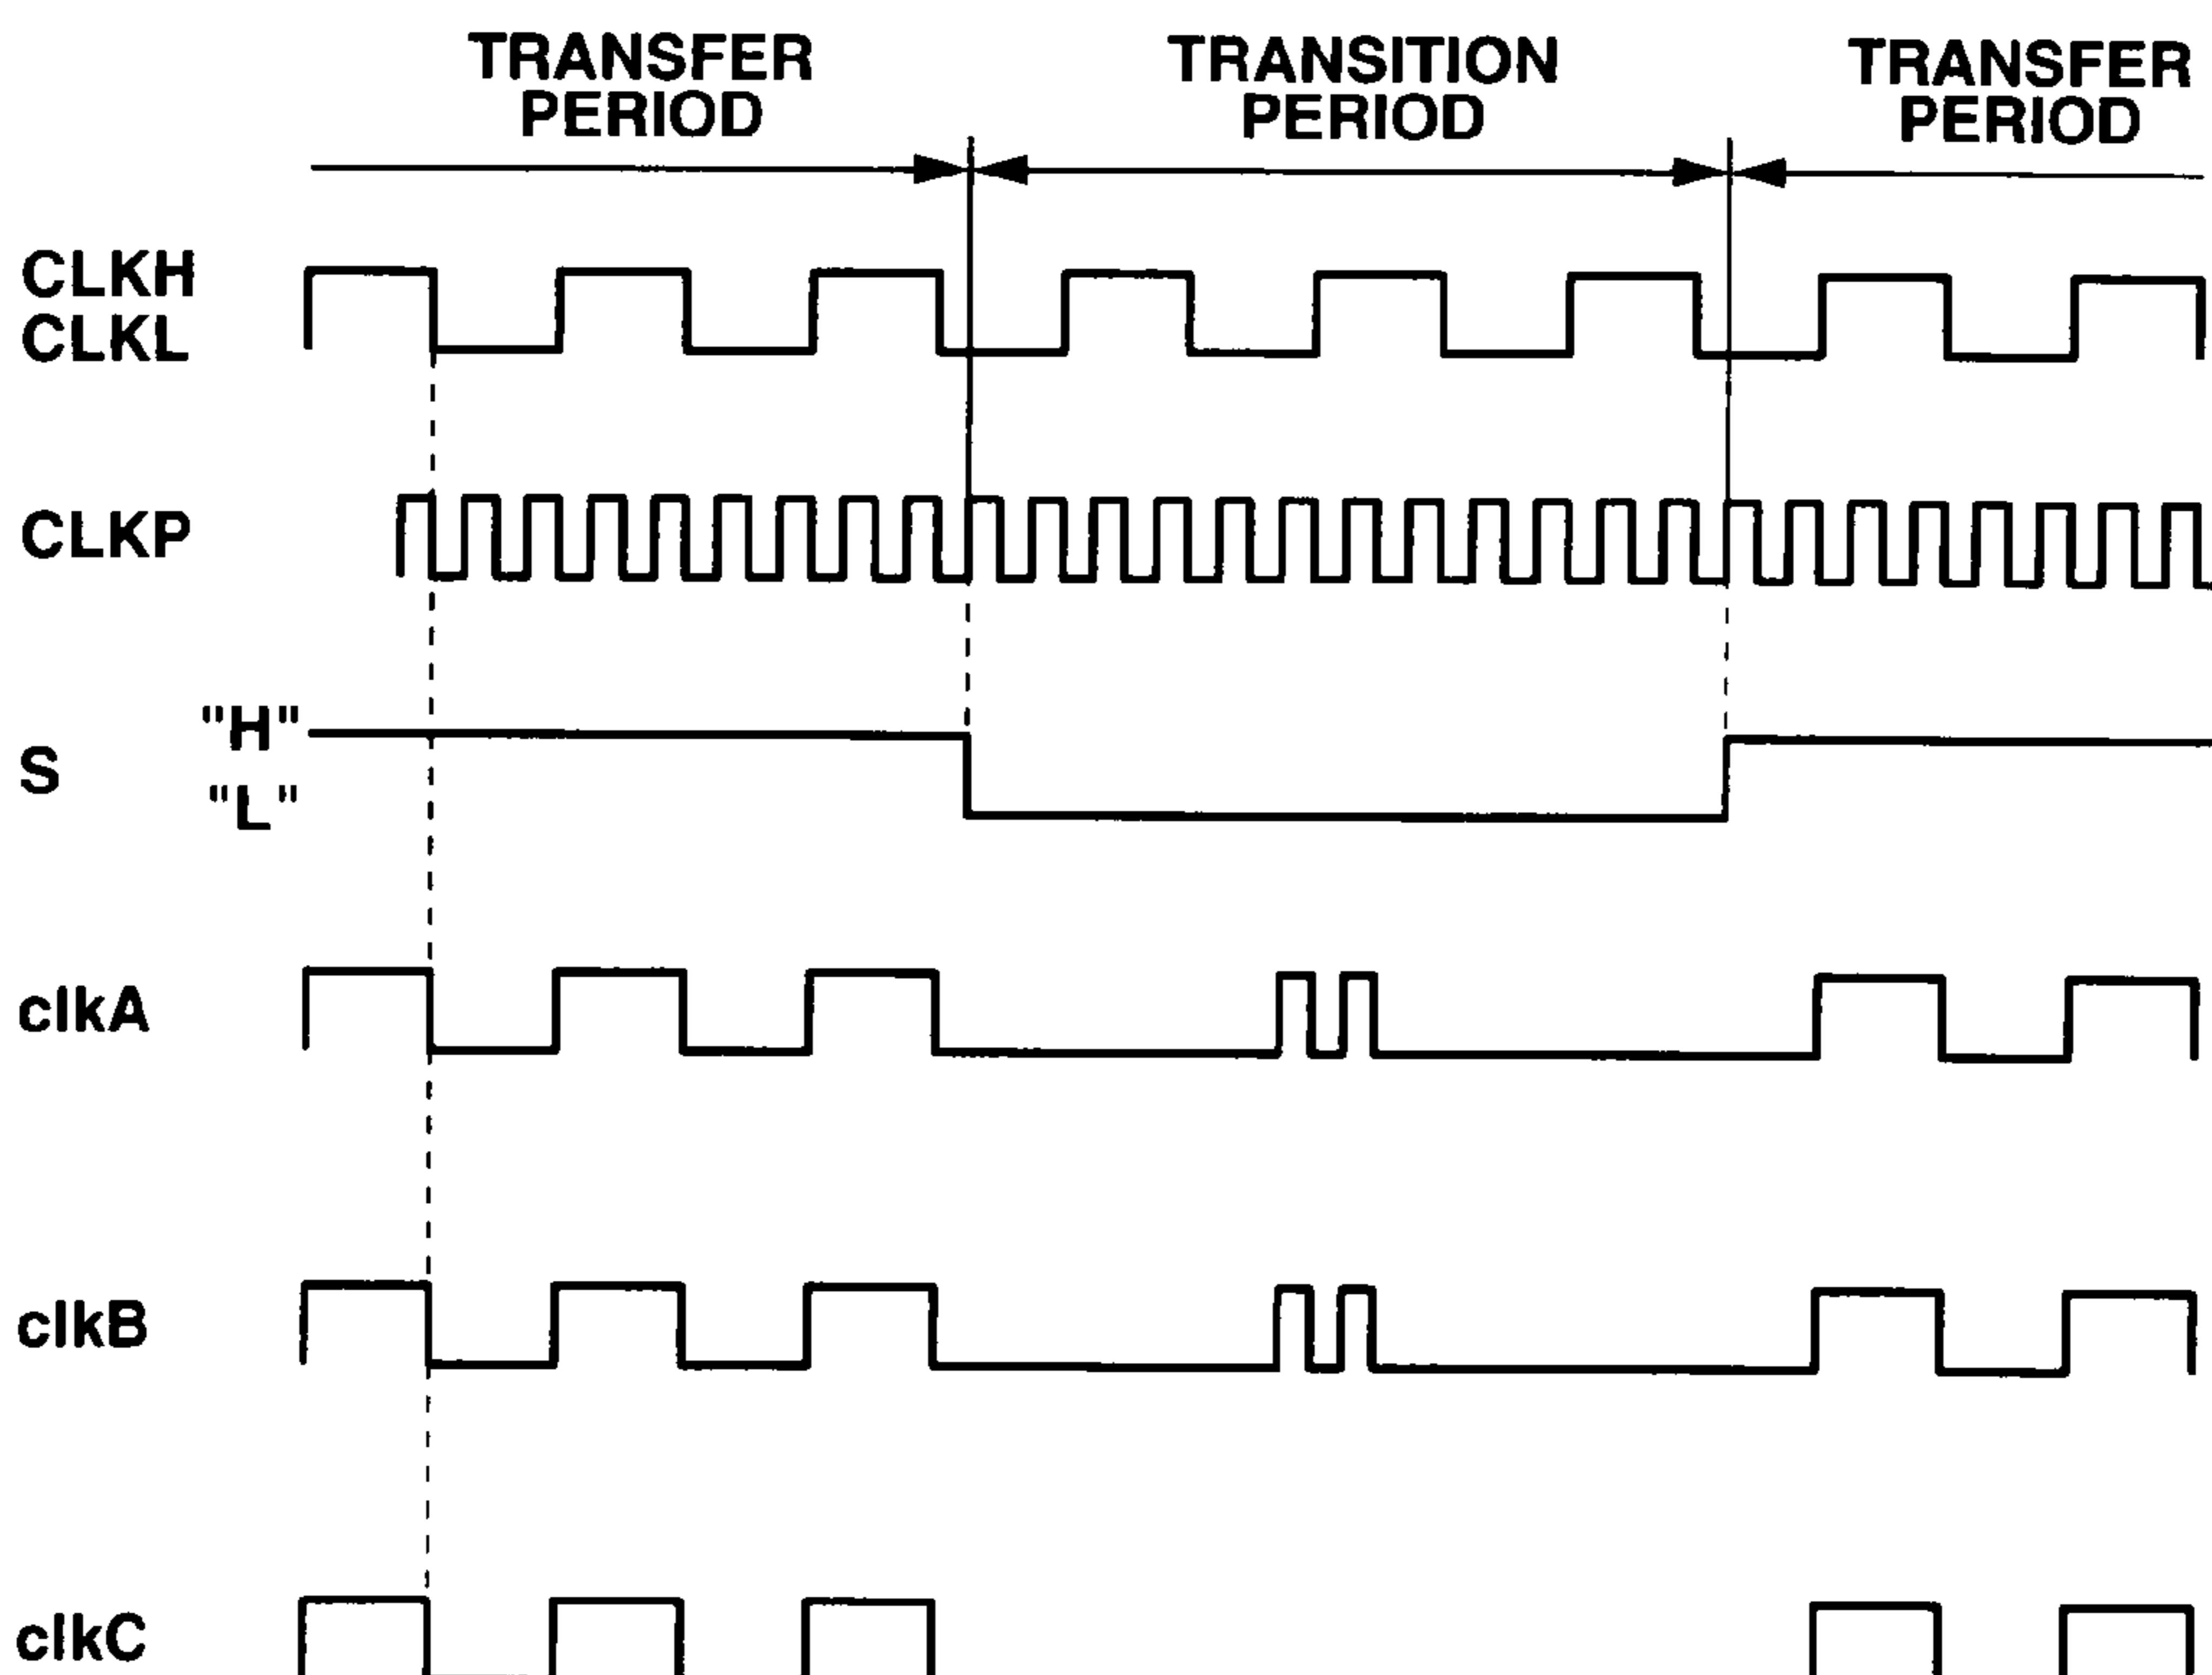 TRANSFER
PERIOD
TRANSITION
PERIOD
TRANSFER
PERIOD
CLKH
CLKL
CLKP
"H"
S
"L"
clkA
clkB
clkC